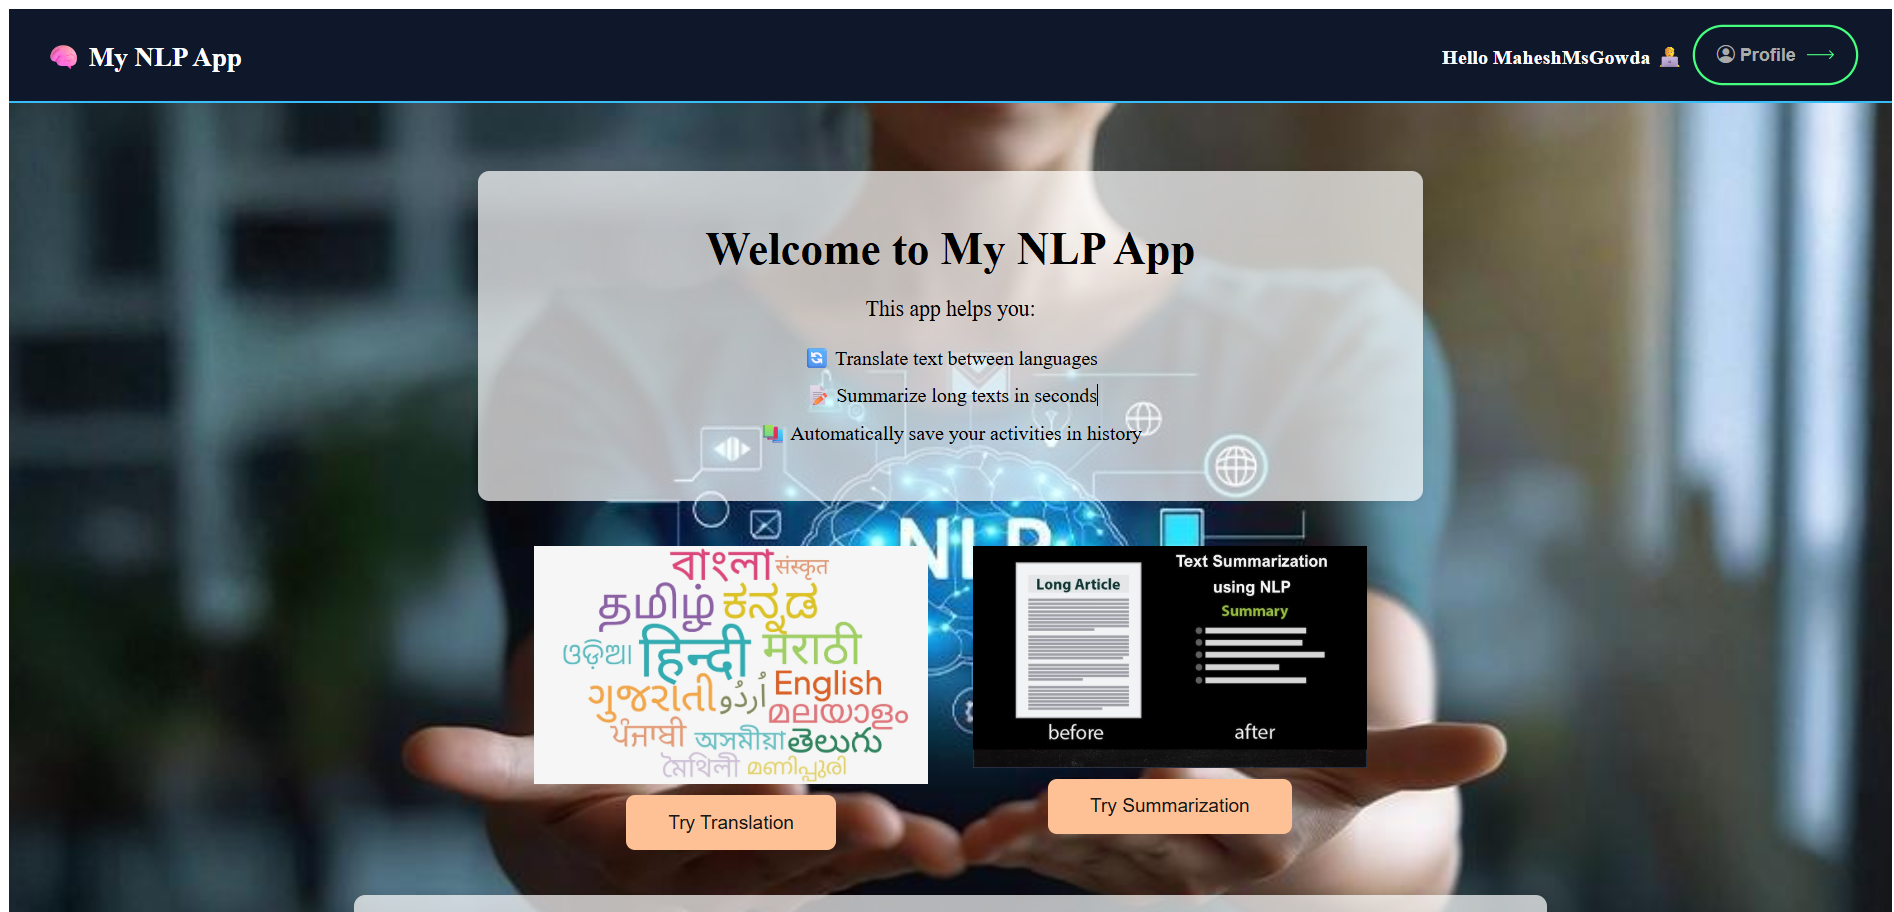 My NLP App
Hello MaheshMsGowda
Profile
Welcome to My NLP App
This app helps you:
Translate text between languages
Summarize long texts in seconds
Automatically save your activities in history
NLP
বাংলা संस्कृत
தமிழ் ಕನ್ನಡ
ଓଡ଼ିଆ हिन्दी मराठी
ગુજરાતી اُردُو English
മലയാളം
ਪੰਜਾਬੀ অসমীয়া తెలుగు
মৈথিলী മണിപ്പുരി
Long Article
before
Text Summarization
using NLP
Summary
after
Try Translation
Try Summarization